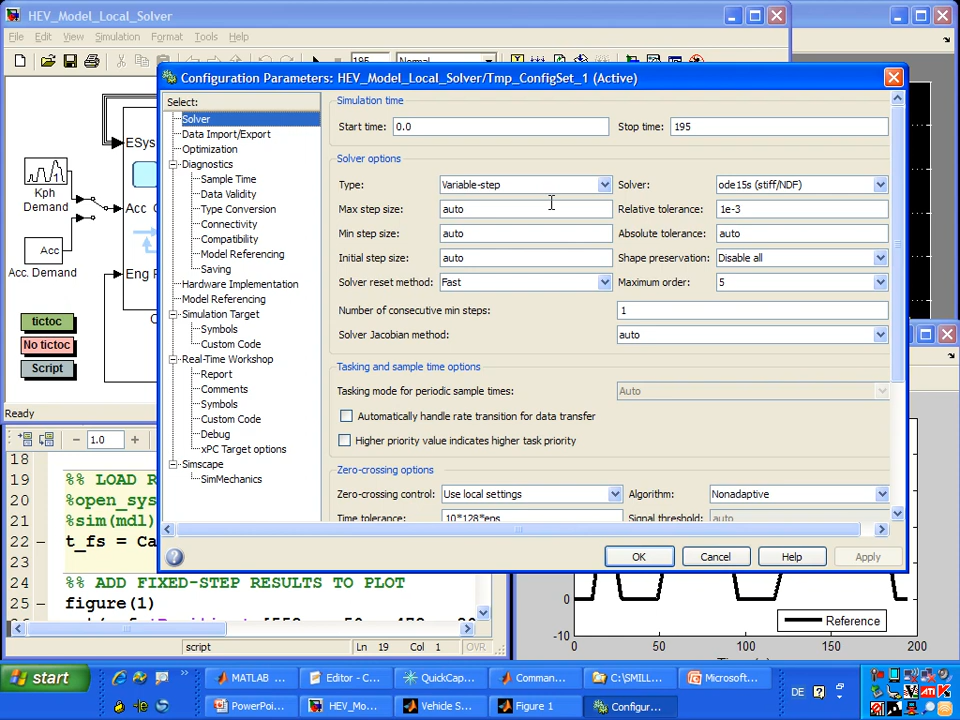 HEV_Model_Local_Solver
File Edit View Simulation Format Tools Help
195
Normal
Kph
Demand
Acc
Acc. Demand
ESys
Acc
Eng
tictoc
No tictoc
Script
Ready
Configuration Parameters: HEV_Model_Local_Solver/Tmp_ConfigSet_1 (Active)
Select:
Solver
Data Import/Export
Optimization
Diagnostics
Sample Time
Data Validity
Type Conversion
Connectivity
Compatibility
Model Referencing
Saving
Hardware Implementation
Model Referencing
Simulation Target
Symbols
Custom Code
Real-Time Workshop
Report
Comments
Symbols
Custom Code
Debug
xPC Target options
Simscape
SimMechanics
Simulation time
Start time: 0.0 Stop time: 195
Solver options
Type: Variable-step Solver: ode15s (stiff/NDF)
Max step size: auto Relative tolerance: 1e-3
Min step size: auto Absolute tolerance: auto
Initial step size: auto Shape preservation: Disable all
Solver reset method: Fast Maximum order: 5
Number of consecutive min steps: 1
Solver Jacobian method: auto
Tasking and sample time options
Tasking mode for periodic sample times: Auto
Automatically handle rate transition for data transfer
Higher priority value indicates higher task priority
Zero-crossing options
Zero-crossing control: Use local settings Algorithm: Nonadaptive
Time tolerance: 10*128*eps Signal threshold: auto
OK Cancel Help Apply
1.0
18
19 %% LOAD R
20 %open_sys
21 %sim(mdl)
22 t_fs = Ca
23
24 %% ADD FIXED-STEP RESULTS TO PLOT
25 figure(1)
script Ln 19 Col 1 OVR
0
-10
0 50 100 150 200
Reference
start MATLAB ... Editor - C... QuickCap... Comman... C:\SMILL... Microsof... DE
PowerPoi... HEV_Mo... Vehicle S... Figure 1 Configur...